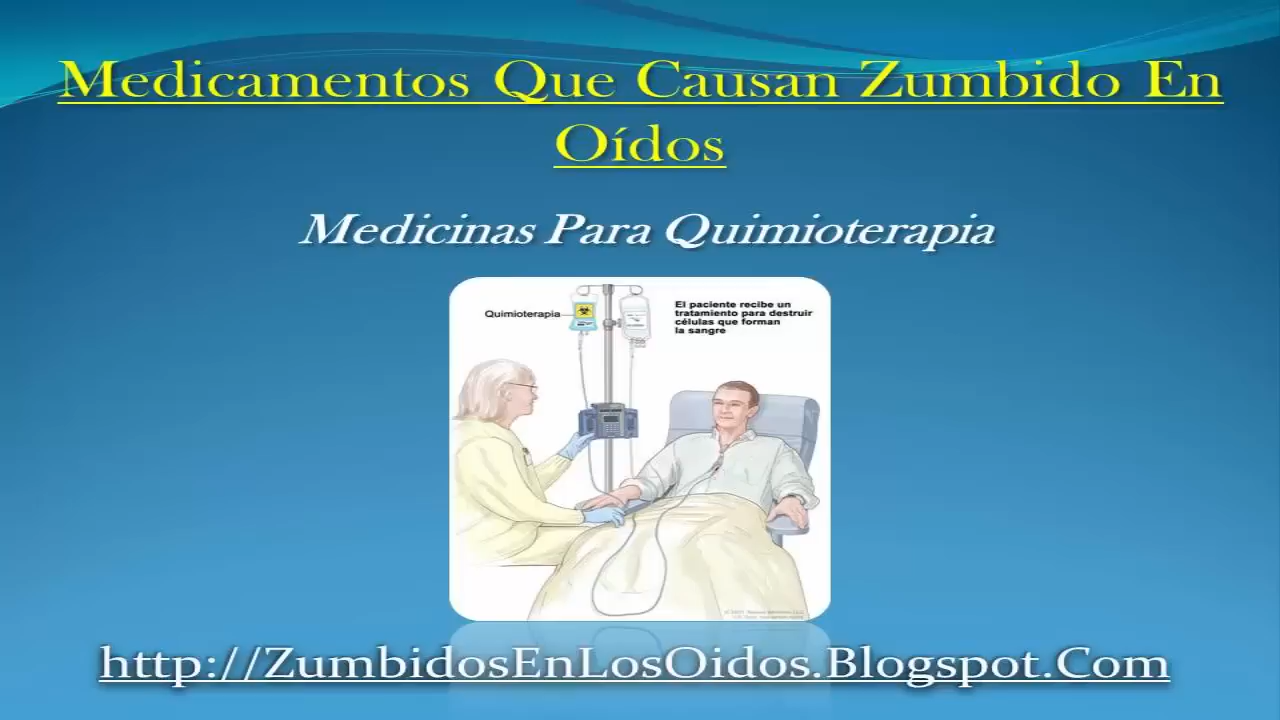 Medicamentos Que Causan Zumbido En
Oídos
Medicinas Para Quimioterapia
Quimioterapia
El paciente recibe un
tratamiento para destruir
células que forman
la sangre
http://ZumbidosEnLosOidos.Blogspot.Com